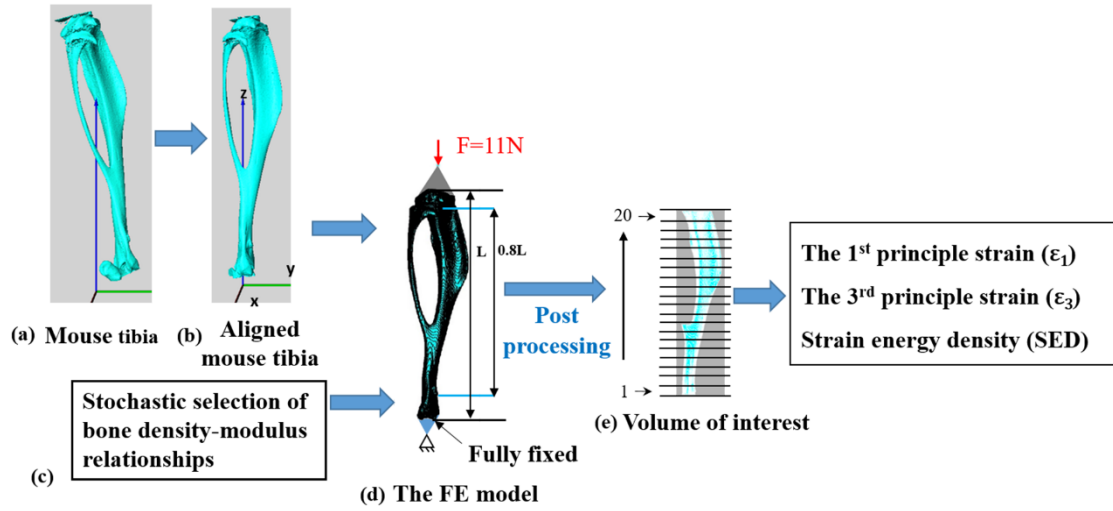 z
y
x
(a) Mouse tibia
(b) Aligned
mouse tibia
(c) Stochastic selection of
bone density-modulus
relationships
F=11N
L
0.8L
Fully fixed
(d) The FE model
Post
processing
20
1
(e) Volume of interest
The 1st principle strain (ε1)
The 3rd principle strain (ε3)
Strain energy density (SED)